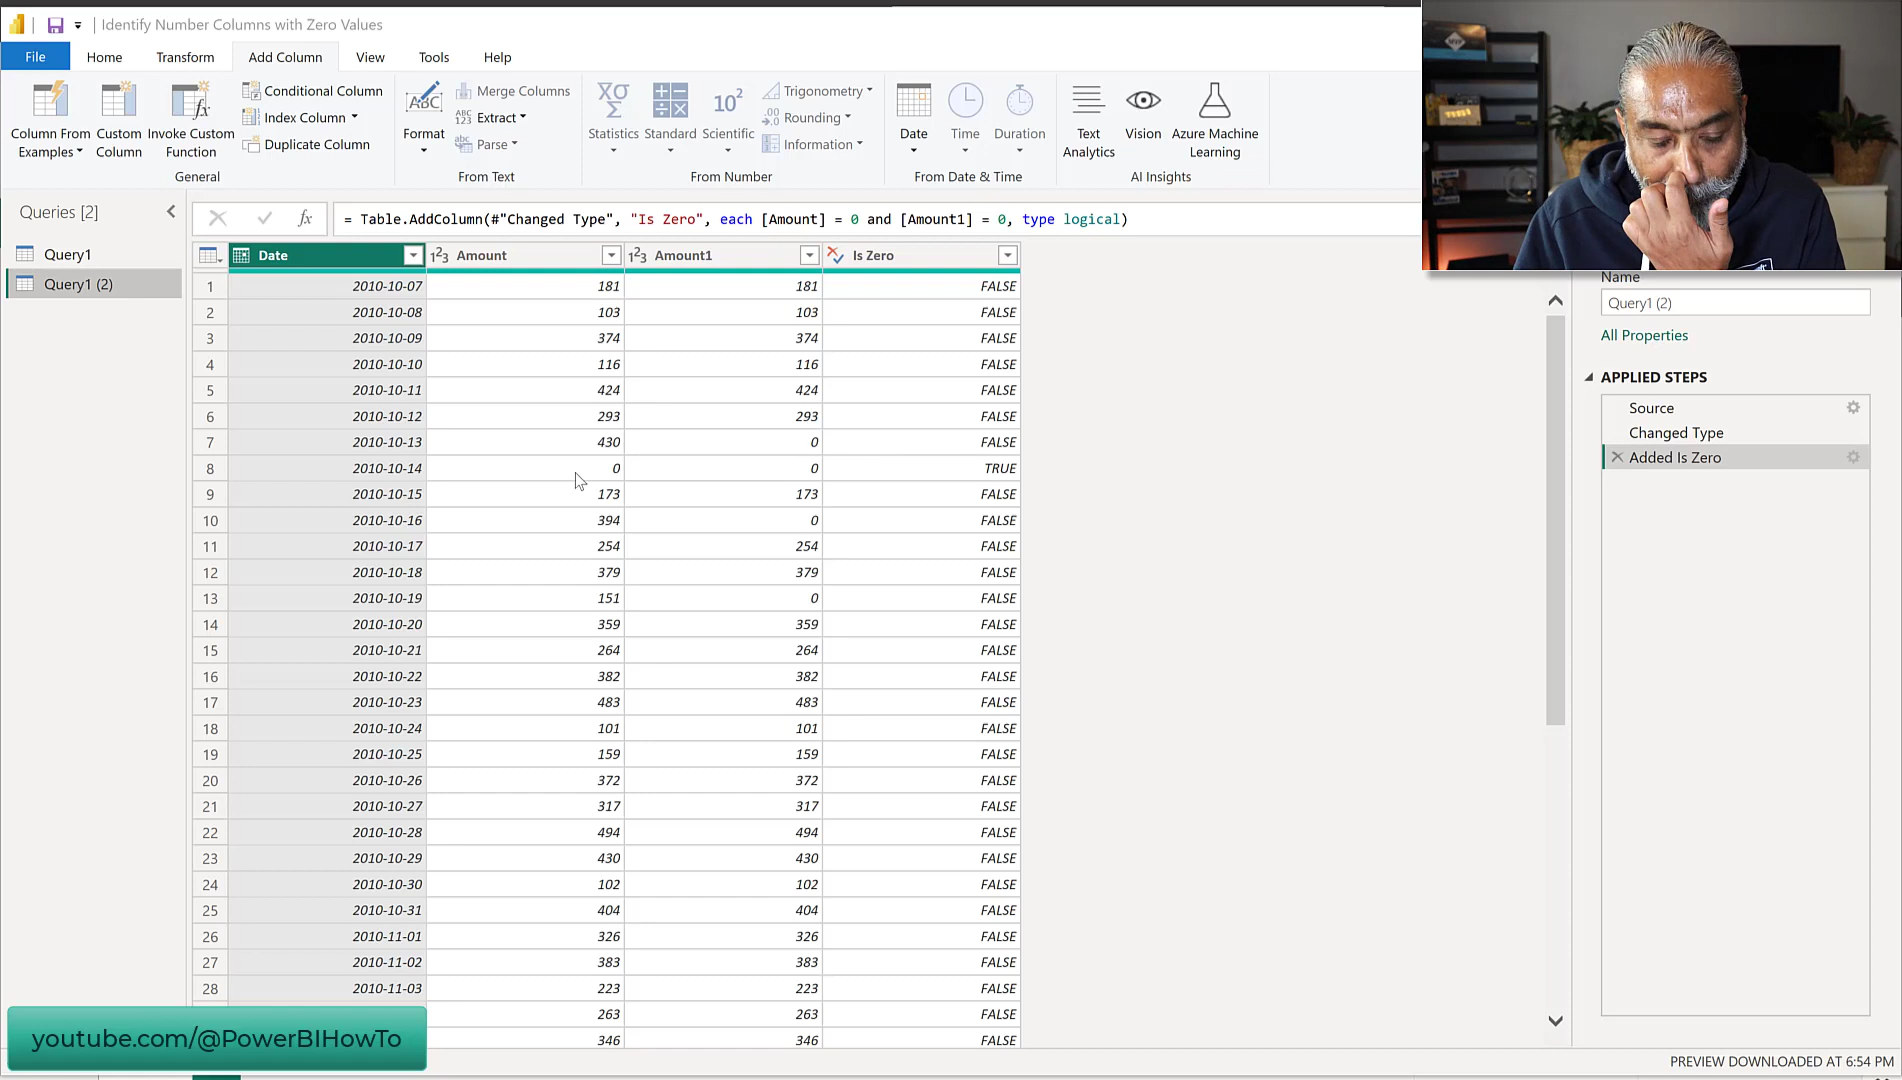 Identify Number Columns with Zero Values
File Home Transform Add Column View Tools Help
Column From Examples
Custom Column
Invoke Custom Function
Conditional Column
Index Column
Duplicate Column
General
ABC
Format
Merge Columns
ABC 123 Extract
abc Parse
From Text
XΟ Σ
Statistics
Standard
10²
Scientific
Trigonometry
.00 .0 Rounding
Information
From Number
Date
Time
Duration
From Date & Time
Text Analytics
Vision
Azure Machine Learning
AI Insights
Queries [2]
Query1
Query1 (2)
fx = Table.AddColumn(#"Changed Type", "Is Zero", each [Amount] = 0 and [Amount1] = 0, type logical)
Date 123 Amount 123 Amount1 Is Zero
1 2010-10-07 181 181 FALSE
2 2010-10-08 103 103 FALSE
3 2010-10-09 374 374 FALSE
4 2010-10-10 116 116 FALSE
5 2010-10-11 424 424 FALSE
6 2010-10-12 293 293 FALSE
7 2010-10-13 430 0 FALSE
8 2010-10-14 0 0 TRUE
9 2010-10-15 173 173 FALSE
10 2010-10-16 394 0 FALSE
11 2010-10-17 254 254 FALSE
12 2010-10-18 379 379 FALSE
13 2010-10-19 151 0 FALSE
14 2010-10-20 359 359 FALSE
15 2010-10-21 264 264 FALSE
16 2010-10-22 382 382 FALSE
17 2010-10-23 483 483 FALSE
18 2010-10-24 101 101 FALSE
19 2010-10-25 159 159 FALSE
20 2010-10-26 372 372 FALSE
21 2010-10-27 317 317 FALSE
22 2010-10-28 494 494 FALSE
23 2010-10-29 430 430 FALSE
24 2010-10-30 102 102 FALSE
25 2010-10-31 404 404 FALSE
26 2010-11-01 326 326 FALSE
27 2010-11-02 383 383 FALSE
28 2010-11-03 223 223 FALSE
263 263 FALSE
346 346 FALSE
youtube.com/@PowerBIHowTo
Name
Query1 (2)
All Properties
APPLIED STEPS
Source
Changed Type
Added Is Zero
PREVIEW DOWNLOADED AT 6:54 PM